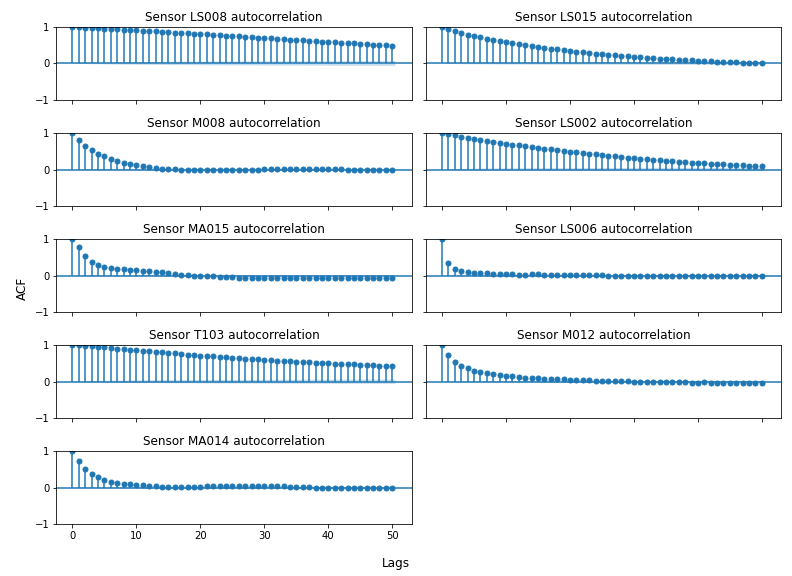 Sensor LS008 autocorrelation
1
0
−1
Sensor LS015 autocorrelation
Sensor M008 autocorrelation
1
0
−1
Sensor LS002 autocorrelation
Sensor MA015 autocorrelation
1
0
−1
Sensor LS006 autocorrelation
ACF
Sensor T103 autocorrelation
1
0
−1
Sensor M012 autocorrelation
Sensor MA014 autocorrelation
1
0
−1
0 10 20 30 40 50
Lags